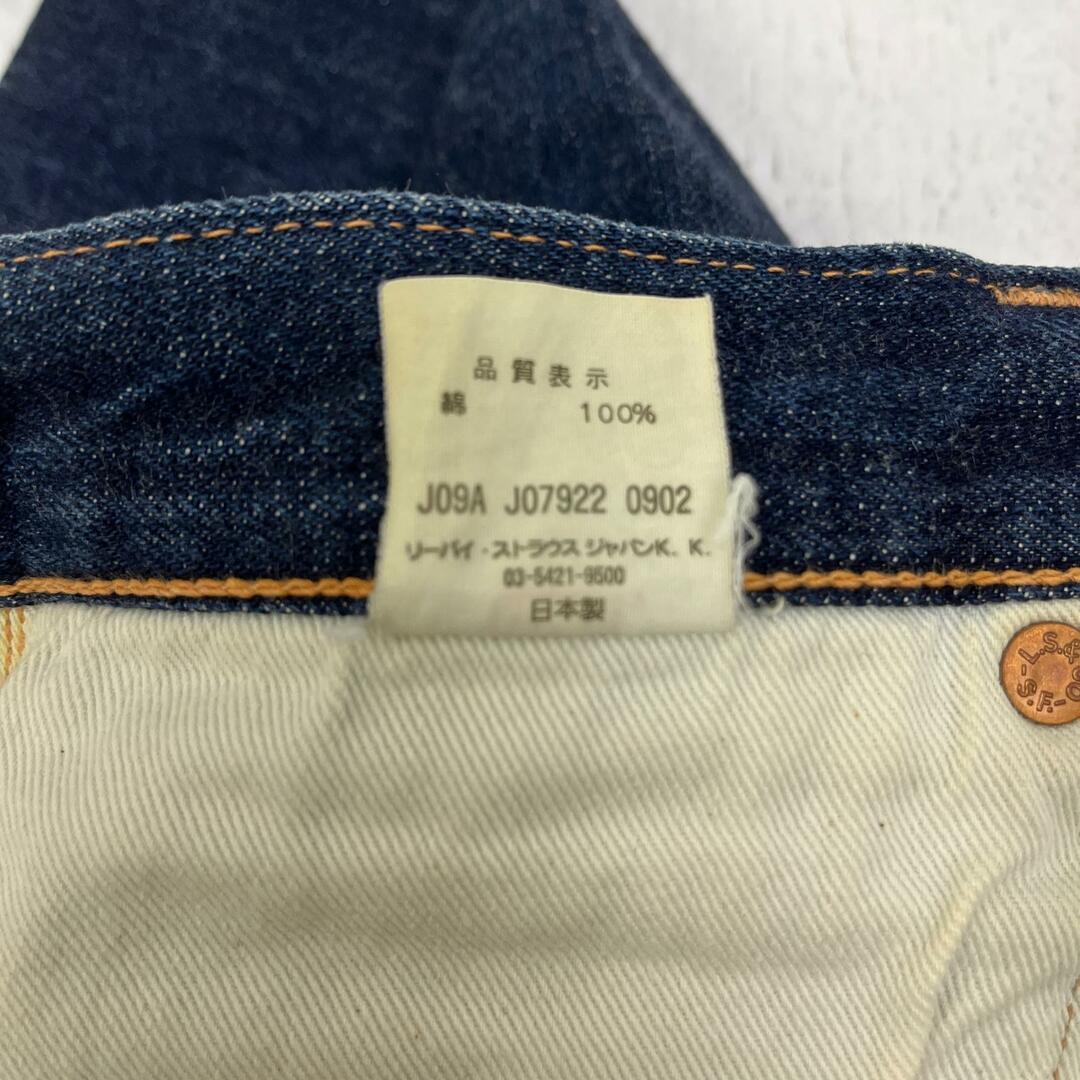 品質表示
綿 100%
J09A J07922 0902
リーバイ・ストラウス ジャパンK. K.
03-5421-9500
日本製
L.S.&
S.F.